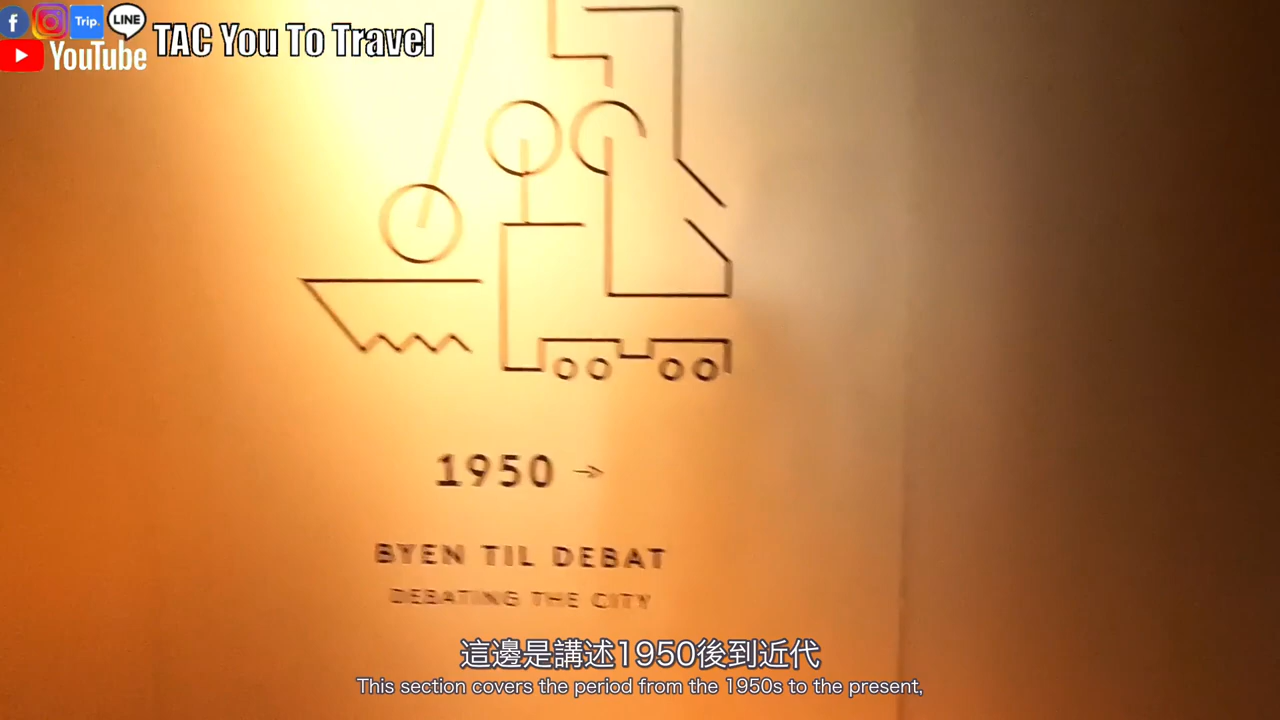 f Trip. LINE
YouTube TAC You To Travel
1950 →
BYEN TIL DEBAT
DEBATING THE CITY
這邊是講述1950後到近代
This section covers the period from the 1950s to the present,